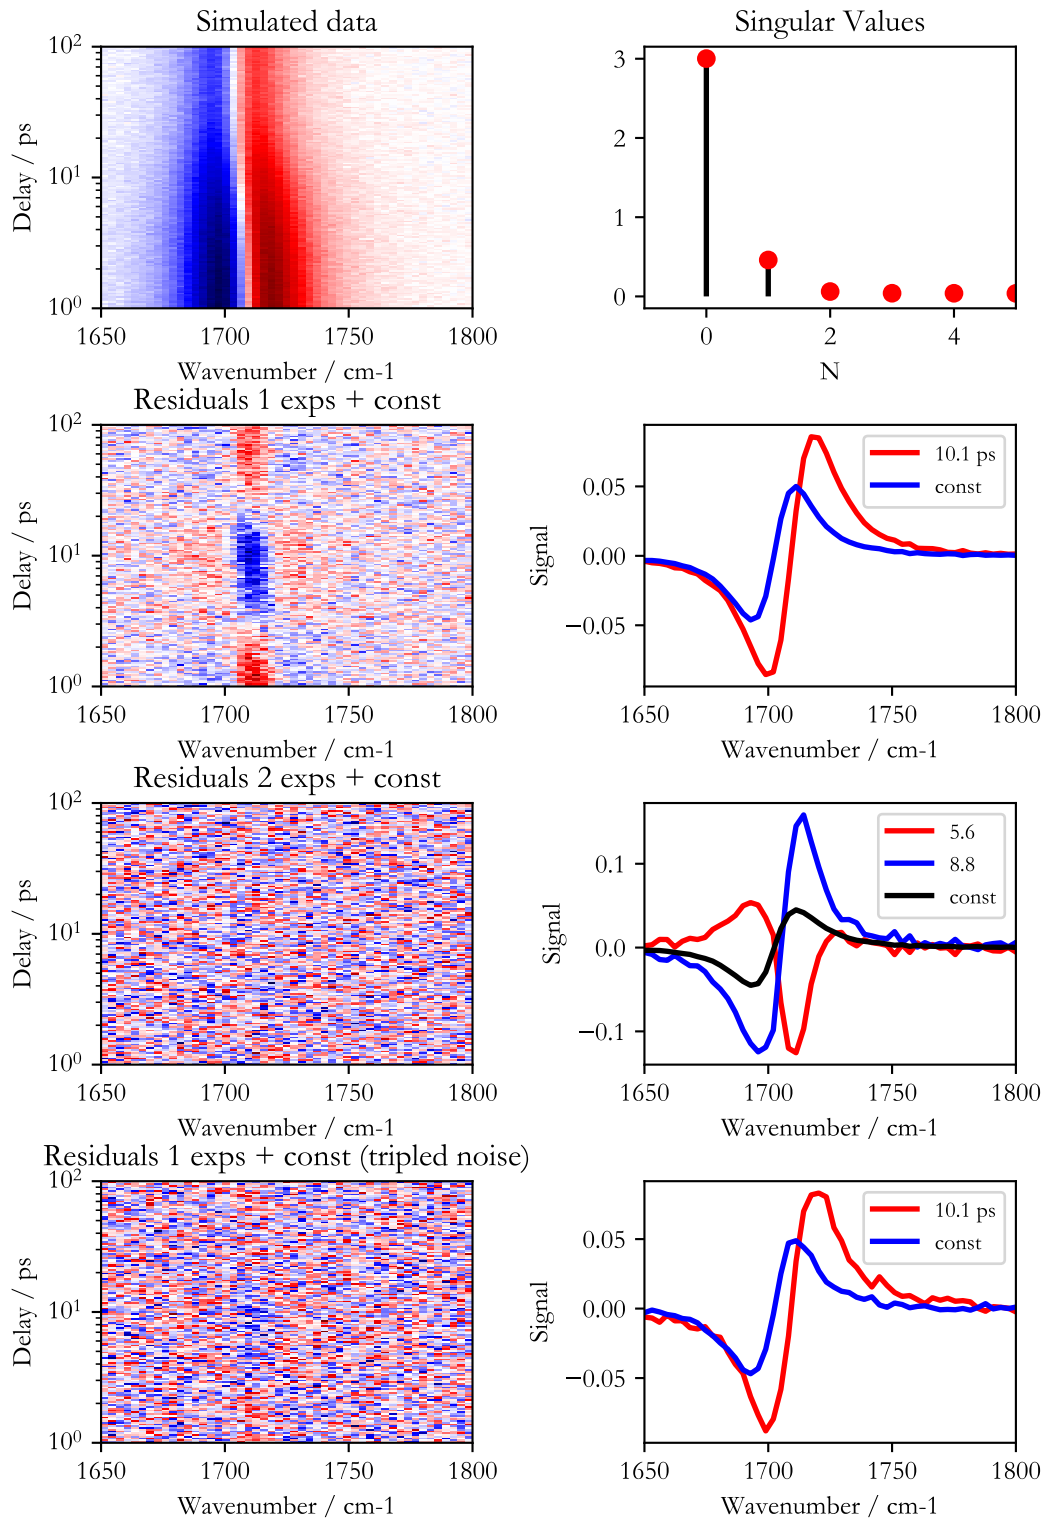 Simulated data
10²
10¹
10⁰
Delay / ps
1650 1700 1750 1800
Wavenumber / cm-1
Singular Values
3
2
1
0
0 2 4
N
Residuals 1 exps + const
10²
10¹
10⁰
Delay / ps
1650 1700 1750 1800
Wavenumber / cm-1
10.1 ps
const
0.05
0.00
−0.05
Signal
1650 1700 1750 1800
Wavenumber / cm-1
Residuals 2 exps + const
10²
10¹
10⁰
Delay / ps
1650 1700 1750 1800
Wavenumber / cm-1
5.6
8.8
const
0.1
0.0
−0.1
Signal
1650 1700 1750 1800
Wavenumber / cm-1
Residuals 1 exps + const (tripled noise)
10²
10¹
10⁰
Delay / ps
1650 1700 1750 1800
Wavenumber / cm-1
10.1 ps
const
0.05
0.00
−0.05
Signal
1650 1700 1750 1800
Wavenumber / cm-1